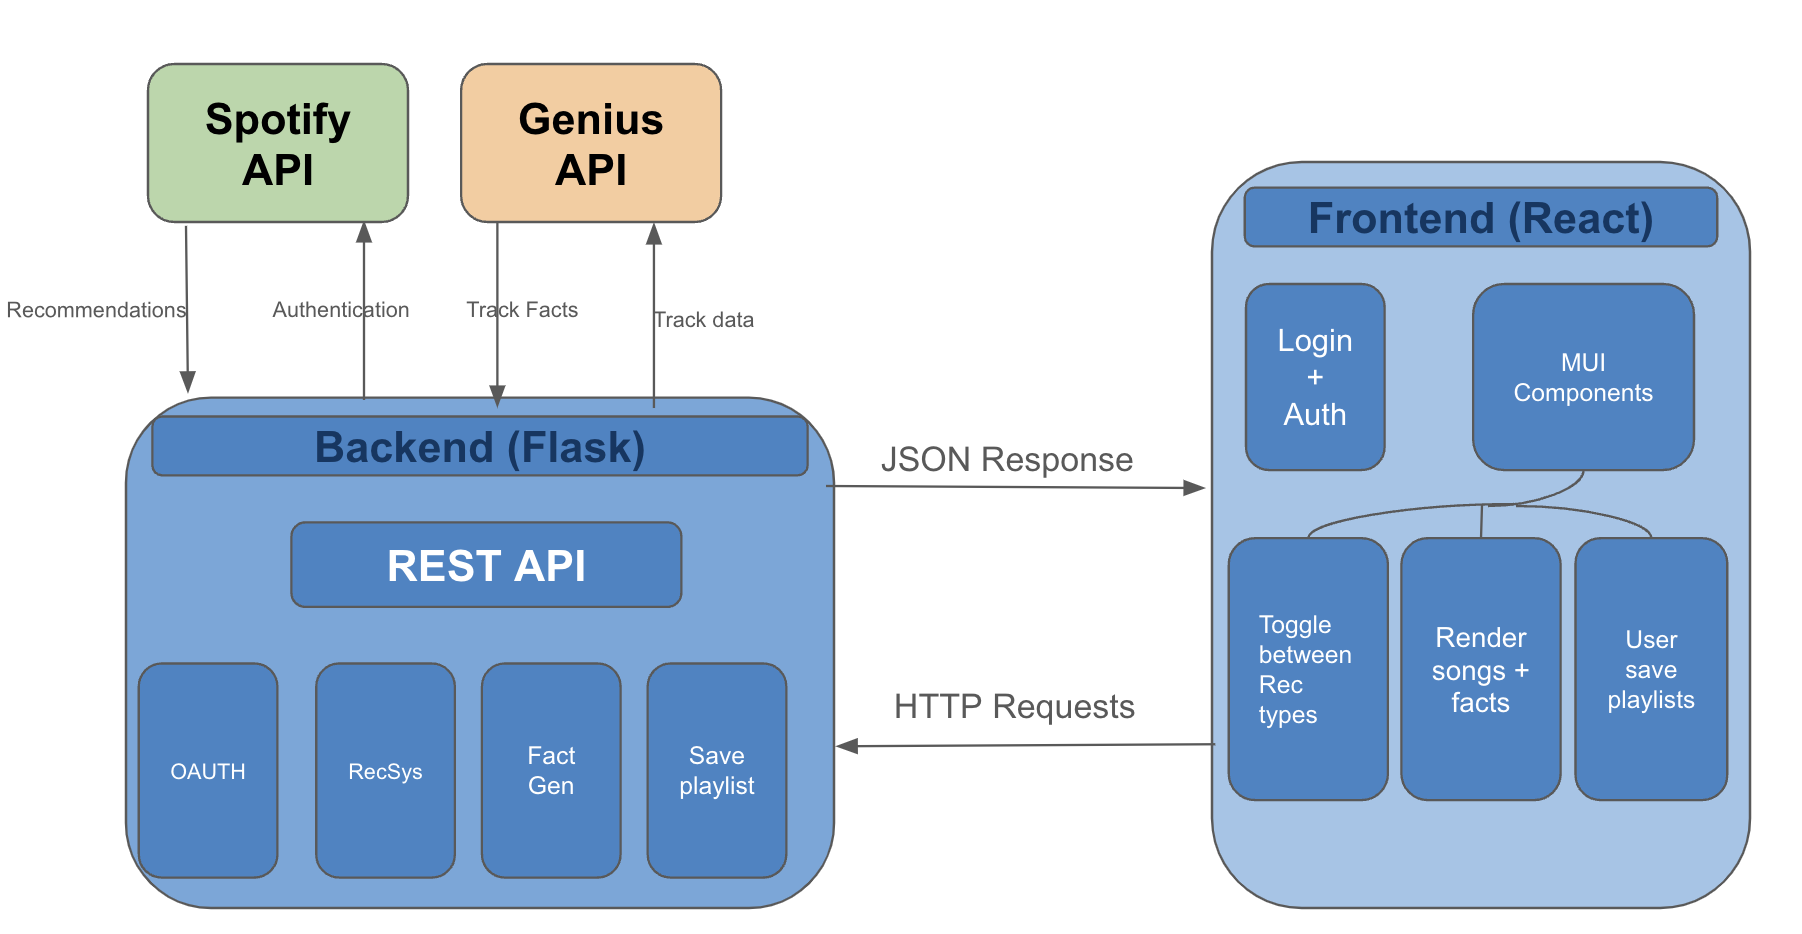 Spotify
API
Genius
API
Recommendations
Authentication
Track Facts
Track data
Backend (Flask)
REST API
OAUTH
RecSys
Fact
Gen
Save
playlist
JSON Response
HTTP Requests
Frontend (React)
Login
+
Auth
MUI
Components
Toggle
between
Rec
types
Render
songs +
facts
User
save
playlists